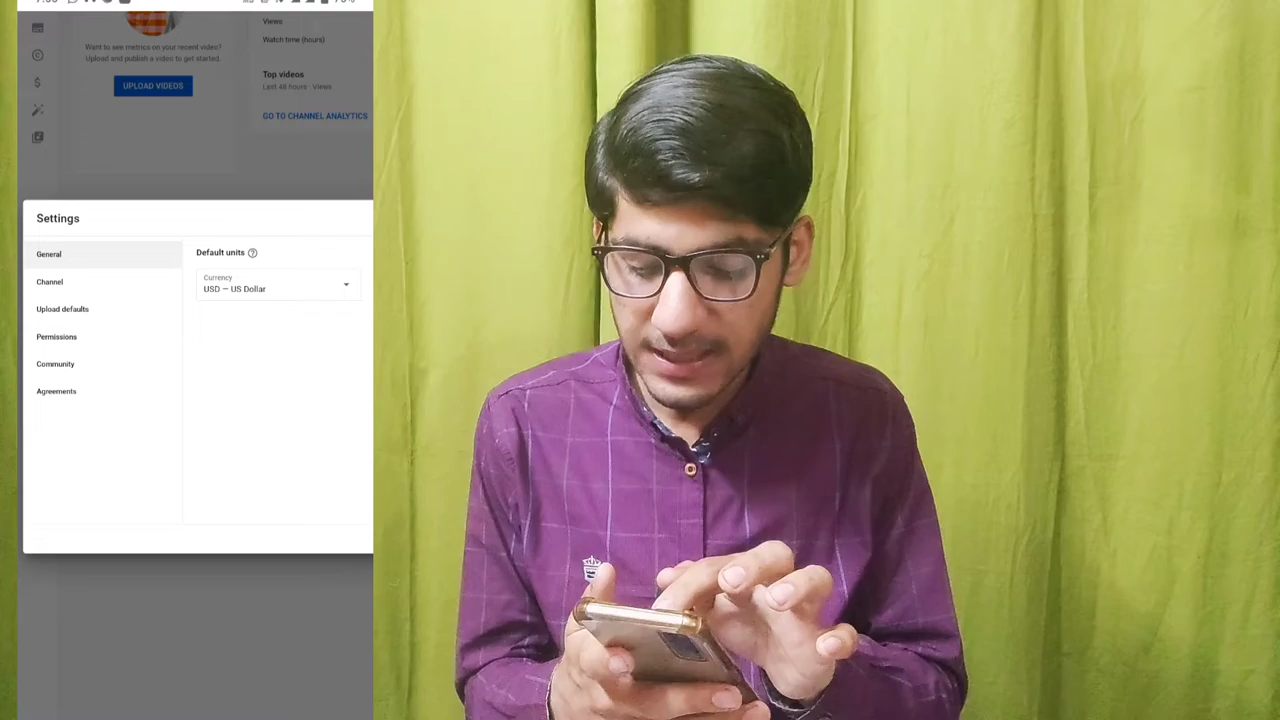 Views
Watch time (hours)
Want to see metrics on your recent video?
Upload and publish a video to get started.
UPLOAD VIDEOS
Top videos
Last 48 hours · Views
GO TO CHANNEL ANALYTICS
Settings
General
Channel
Upload defaults
Permissions
Community
Agreements
Default units
Currency
USD – US Dollar